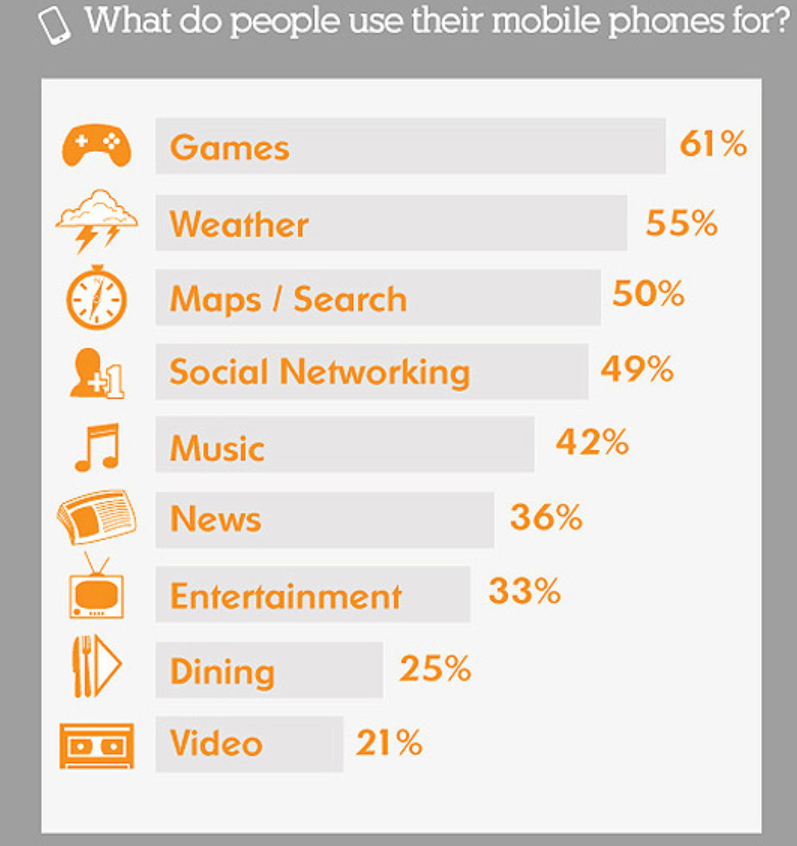 What do people use their mobile phones for?
Games 61%
Weather 55%
Maps / Search 50%
+1 Social Networking 49%
Music 42%
News 36%
Entertainment 33%
Dining 25%
Video 21%